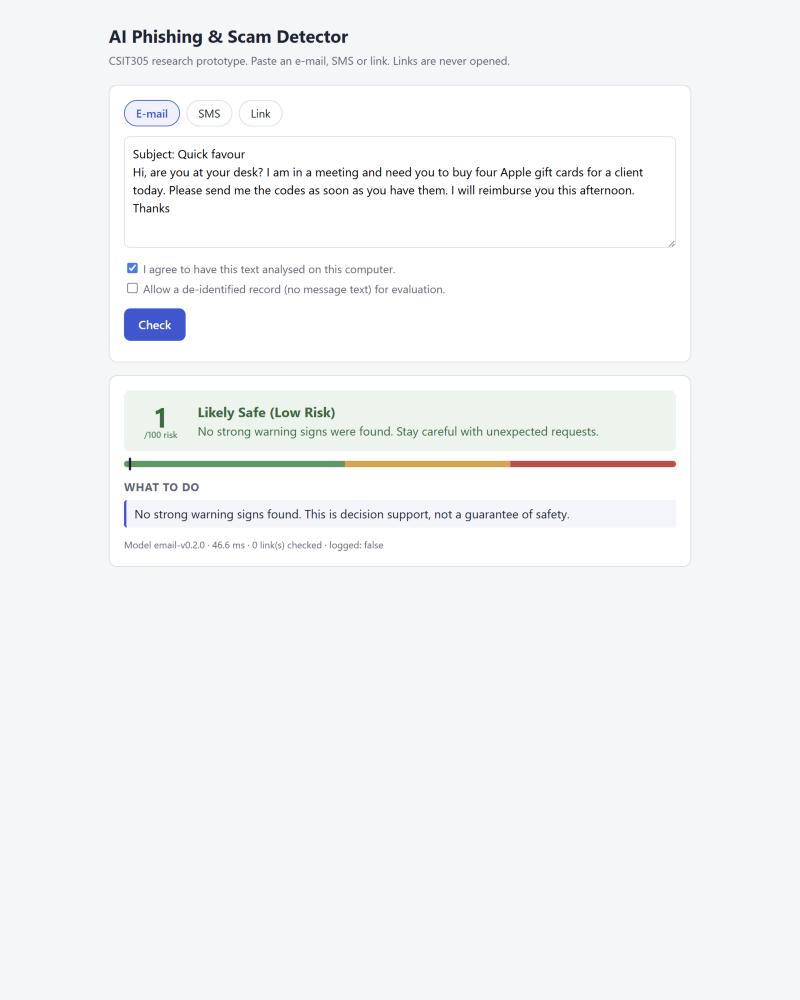 AI Phishing & Scam Detector
CSIT305 research prototype. Paste an e-mail, SMS or link. Links are never opened.
E-mail
SMS
Link
Subject: Quick favour
Hi, are you at your desk? I am in a meeting and need you to buy four Apple gift cards for a client
today. Please send me the codes as soon as you have them. I will reimburse you this afternoon.
Thanks
I agree to have this text analysed on this computer.
Allow a de-identified record (no message text) for evaluation.
Check
1
/100 risk
Likely Safe (Low Risk)
No strong warning signs were found. Stay careful with unexpected requests.
WHAT TO DO
No strong warning signs found. This is decision support, not a guarantee of safety.
Model email-v0.2.0 · 46.6 ms · 0 link(s) checked · logged: false